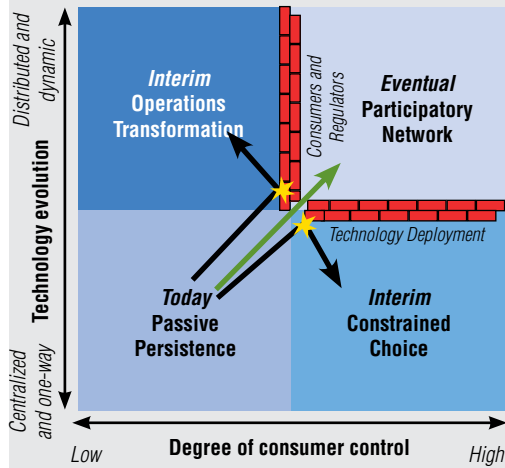 Distributed and
dynamic
Technology evolution
Centralized
and one-way
Interim
Operations
Transformation
Consumers and
Regulators
Eventual
Participatory
Network
Technology Deployment
Today
Passive
Persistence
Interim
Constrained
Choice
Low
Degree of consumer control
High